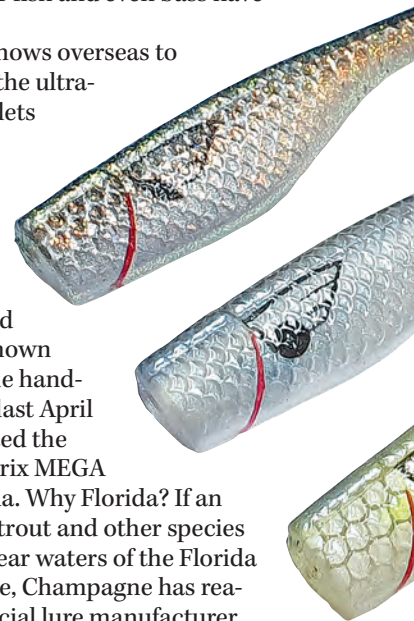 fish and even bass have
hows overseas to
the ultra-
lets
d
nown
e hand-
last April
ed the
rix MEGA
a. Why Florida? If an
trout and other species
ear waters of the Florida
e, Champagne has rea-
cial lure manufacturer